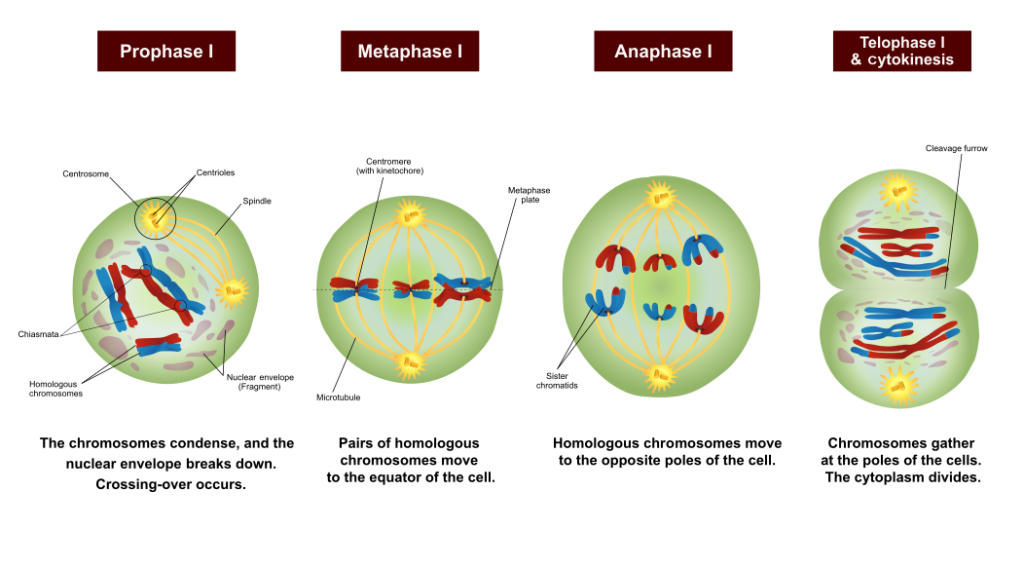 Prophase I
Metaphase I
Anaphase I
Telophase I
& cytokinesis
Centrosome
Centrioles
Spindle
Chiasmata
Homologous
chromosomes
Nuclear envelope
(Fragment)
Centromere
(with kinetochore)
Metaphase
plate
Microtubule
Sister
chromatids
Cleavage furrow
The chromosomes condense, and the
nuclear envelope breaks down.
Crossing-over occurs.
Pairs of homologous
chromosomes move
to the equator of the cell.
Homologous chromosomes move
to the opposite poles of the cell.
Chromosomes gather
at the poles of the cells.
The cytoplasm divides.